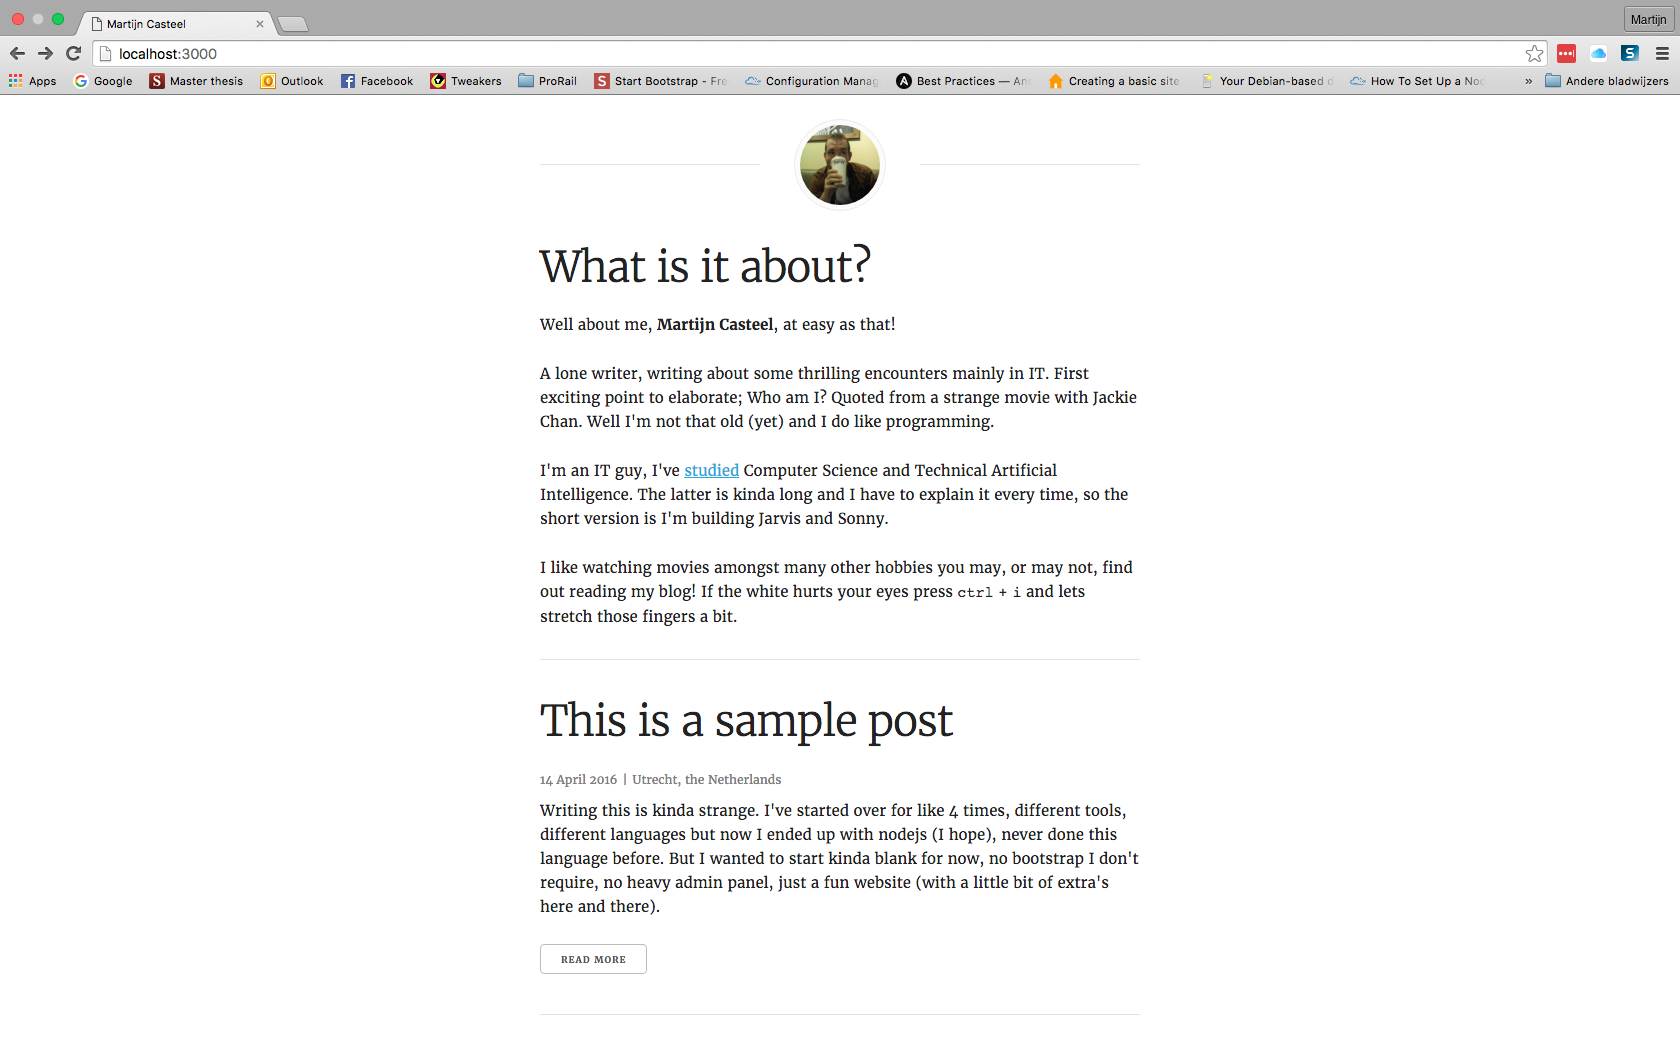 Martijn Casteel
Martijn
localhost:3000
Apps Google Master thesis Outlook Facebook Tweakers ProRail Start Bootstrap - Fre Configuration Manag Best Practices — An Creating a basic site Your Debian-based d How To Set Up a Noc » Andere bladwijzers
What is it about?
Well about me, Martijn Casteel, at easy as that!
A lone writer, writing about some thrilling encounters mainly in IT. First
exciting point to elaborate; Who am I? Quoted from a strange movie with Jackie
Chan. Well I'm not that old (yet) and I do like programming.
I'm an IT guy, I've studied Computer Science and Technical Artificial
Intelligence. The latter is kinda long and I have to explain it every time, so the
short version is I'm building Jarvis and Sonny.
I like watching movies amongst many other hobbies you may, or may not, find
out reading my blog! If the white hurts your eyes press ctrl + i and lets
stretch those fingers a bit.
This is a sample post
14 April 2016 | Utrecht, the Netherlands
Writing this is kinda strange. I've started over for like 4 times, different tools,
different languages but now I ended up with nodejs (I hope), never done this
language before. But I wanted to start kinda blank for now, no bootstrap I don't
require, no heavy admin panel, just a fun website (with a little bit of extra's
here and there).
READ MORE